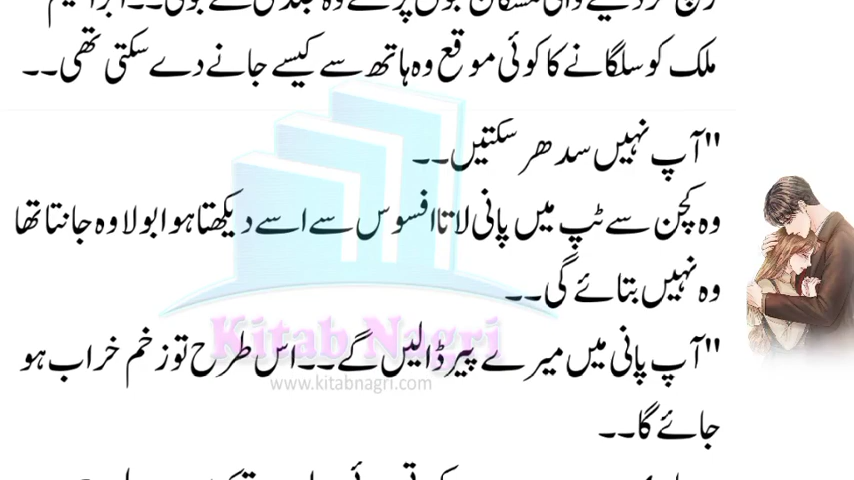 ملک کو سلگانے کا کوئی موقع وہ ہاتھ سے کیسے جانے دے سکتی تھی۔۔
"آپ نہیں سدھر سکتیں۔۔
وہ کچن سے ٹپ میں پانی لاتا افسوس سے اسے دیکھتا ہوا بولا وہ جانتا تھا
وہ نہیں بتائے گی۔۔
Kitab Nagri
"آپ پانی میں میرے پیر ڈالیں گے۔۔ اس طرح تو زخم خراب ہو
www.kitabnagri.com
جائے گا۔۔